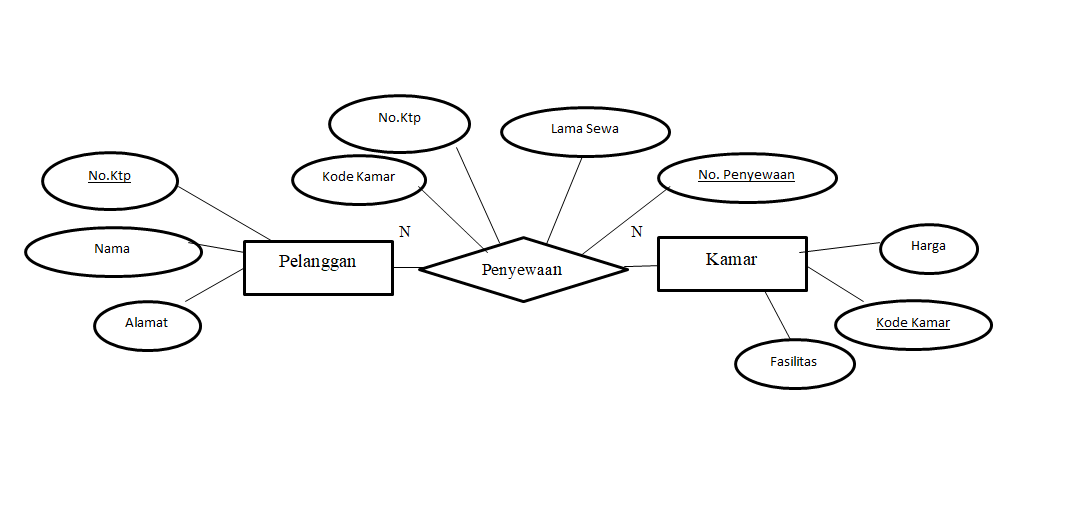 No.Ktp
Lama Sewa
No.Ktp
Kode Kamar
No. Penyewaan
Nama
N
N
Harga
Pelanggan
Penyewaan
Kamar
Alamat
Kode Kamar
Fasilitas